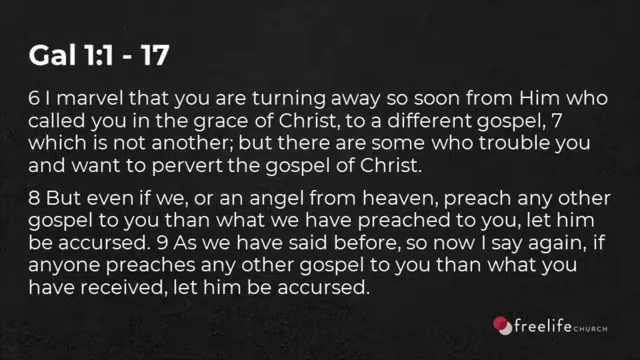 Gal 1:1 - 17
6 I marvel that you are turning away so soon from Him who
called you in the grace of Christ, to a different gospel, 7
which is not another; but there are some who trouble you
and want to pervert the gospel of Christ.
8 But even if we, or an angel from heaven, preach any other
gospel to you than what we have preached to you, let him
be accursed. 9 As we have said before, so now I say again, if
anyone preaches any other gospel to you than what you
have received, let him be accursed.
freelife CHURCH